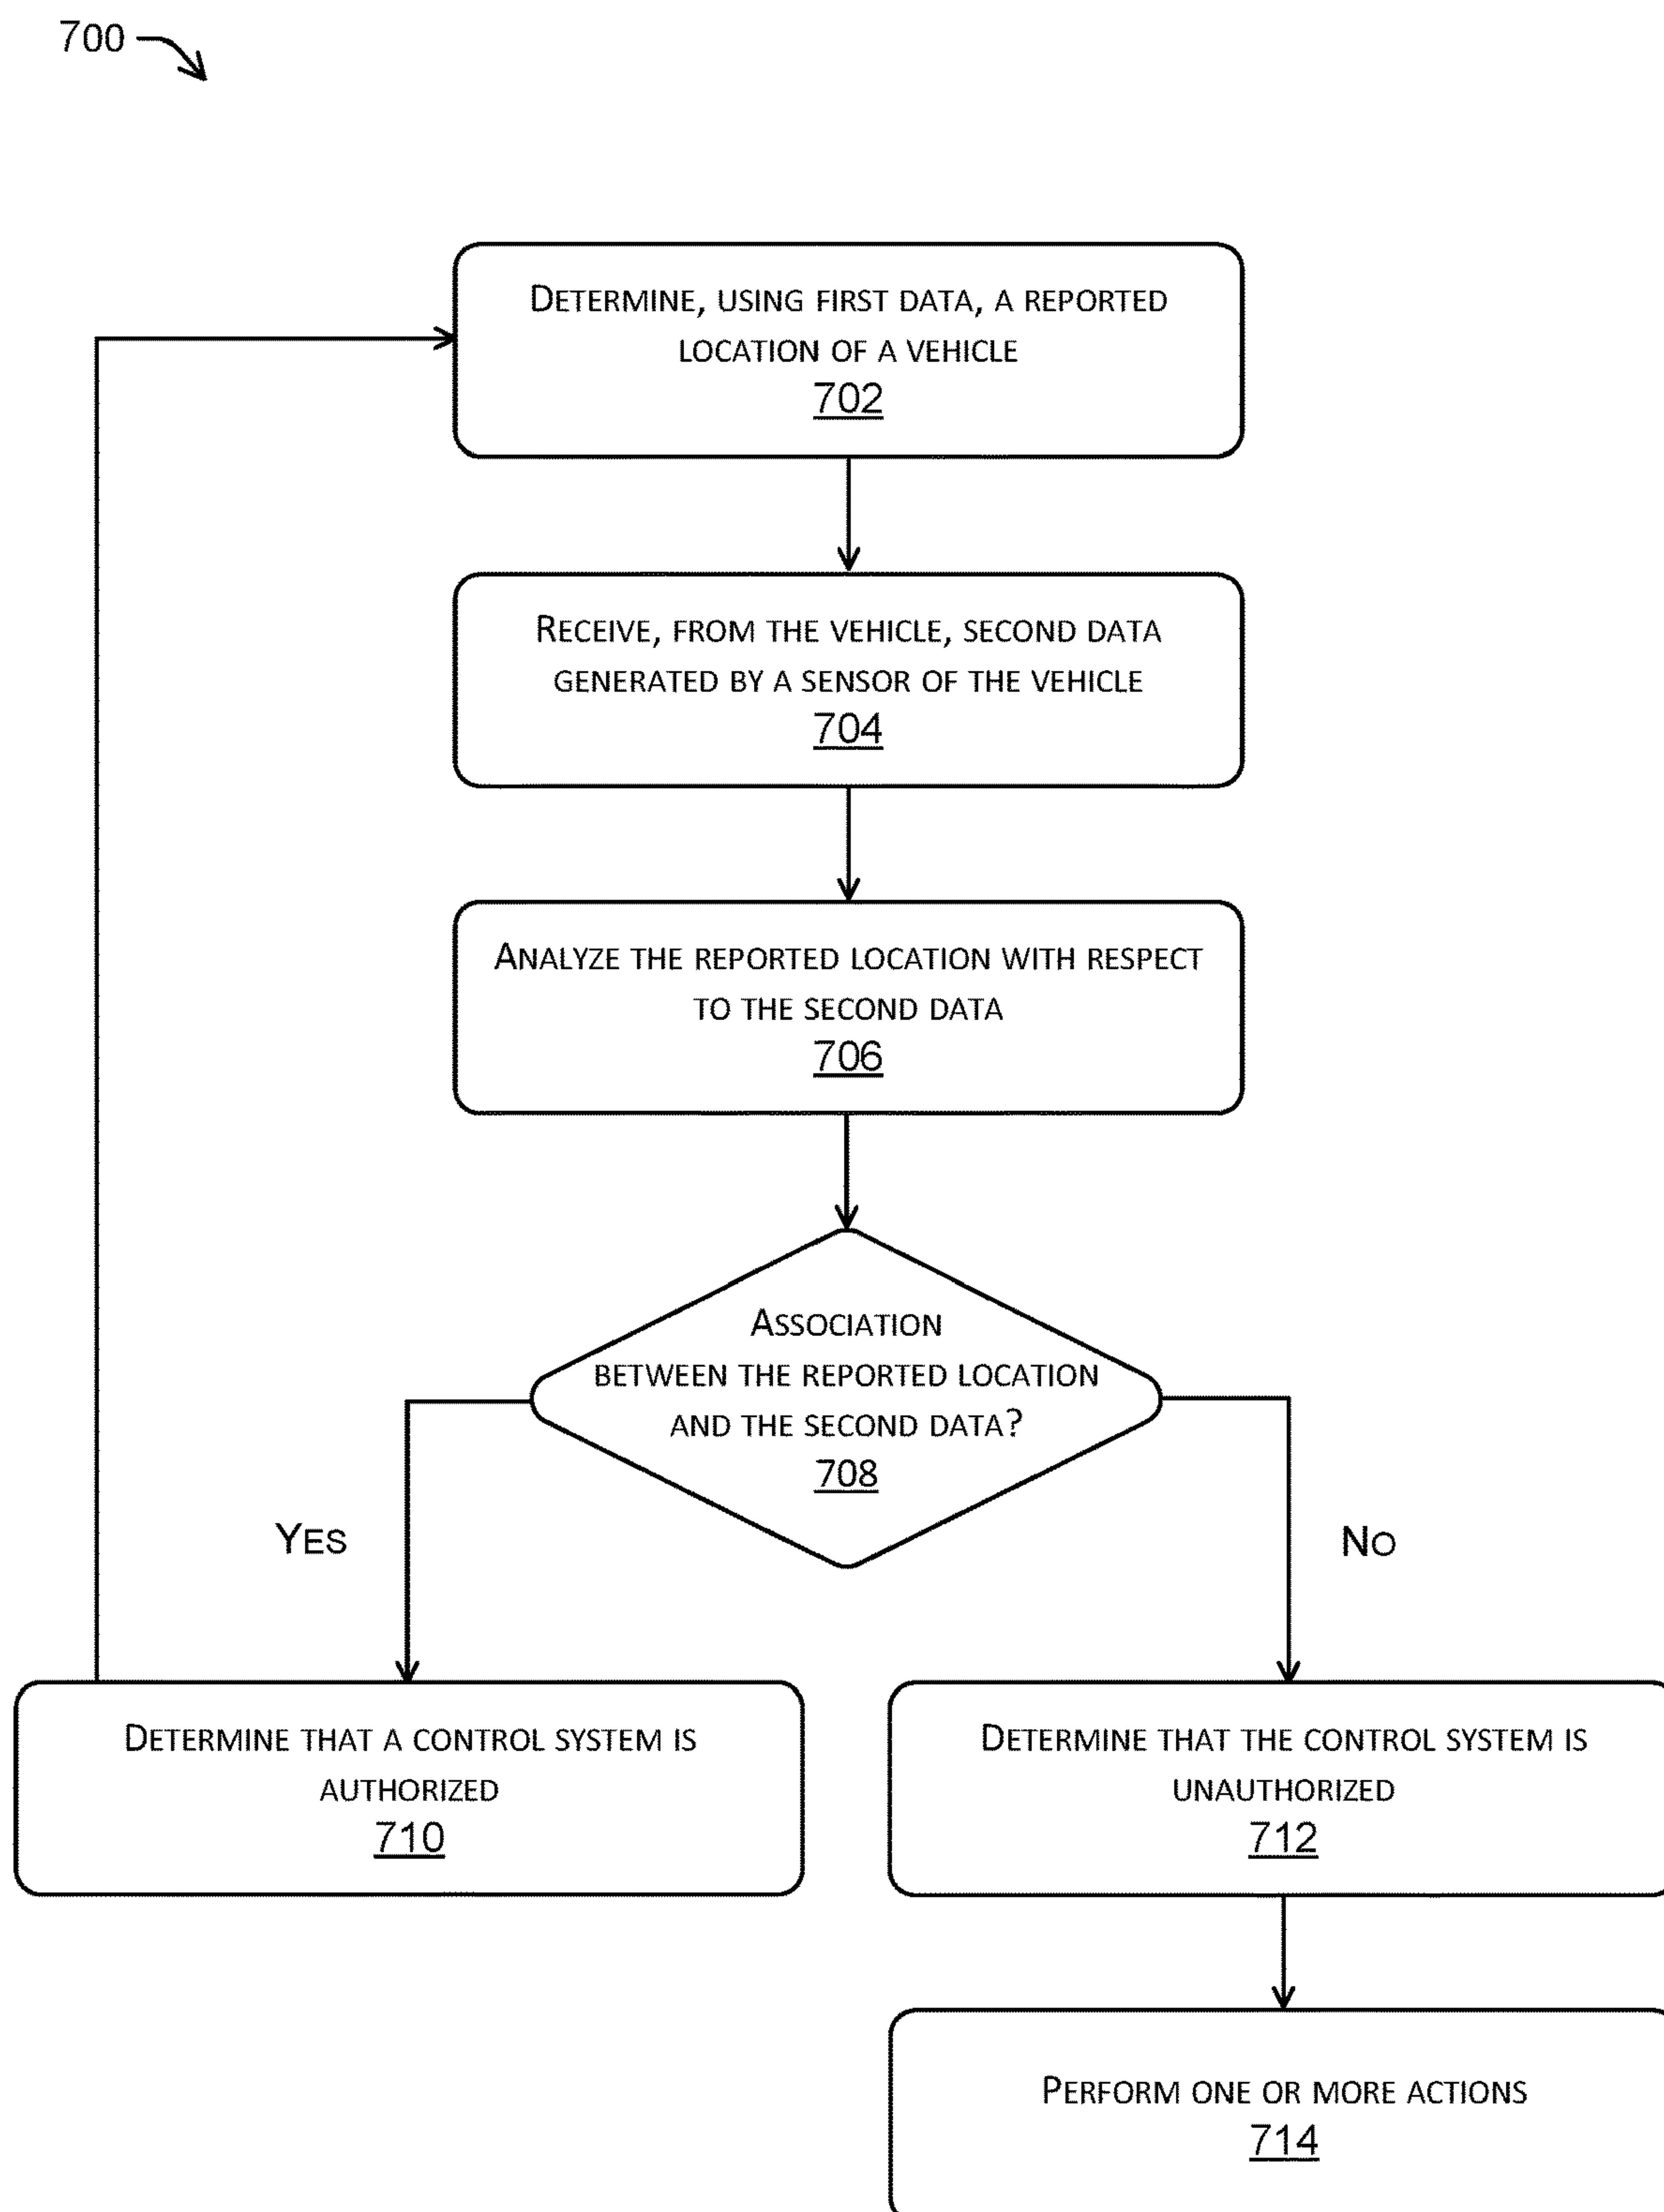 700
DETERMINE, USING FIRST DATA, A REPORTED
LOCATION OF A VEHICLE
702
RECEIVE, FROM THE VEHICLE, SECOND DATA
GENERATED BY A SENSOR OF THE VEHICLE
704
ANALYZE THE REPORTED LOCATION WITH RESPECT
TO THE SECOND DATA
706
ASSOCIATION
BETWEEN THE REPORTED LOCATION
AND THE SECOND DATA?
708
YES
NO
DETERMINE THAT A CONTROL SYSTEM IS
AUTHORIZED
710
DETERMINE THAT THE CONTROL SYSTEM IS
UNAUTHORIZED
712
PERFORM ONE OR MORE ACTIONS
714